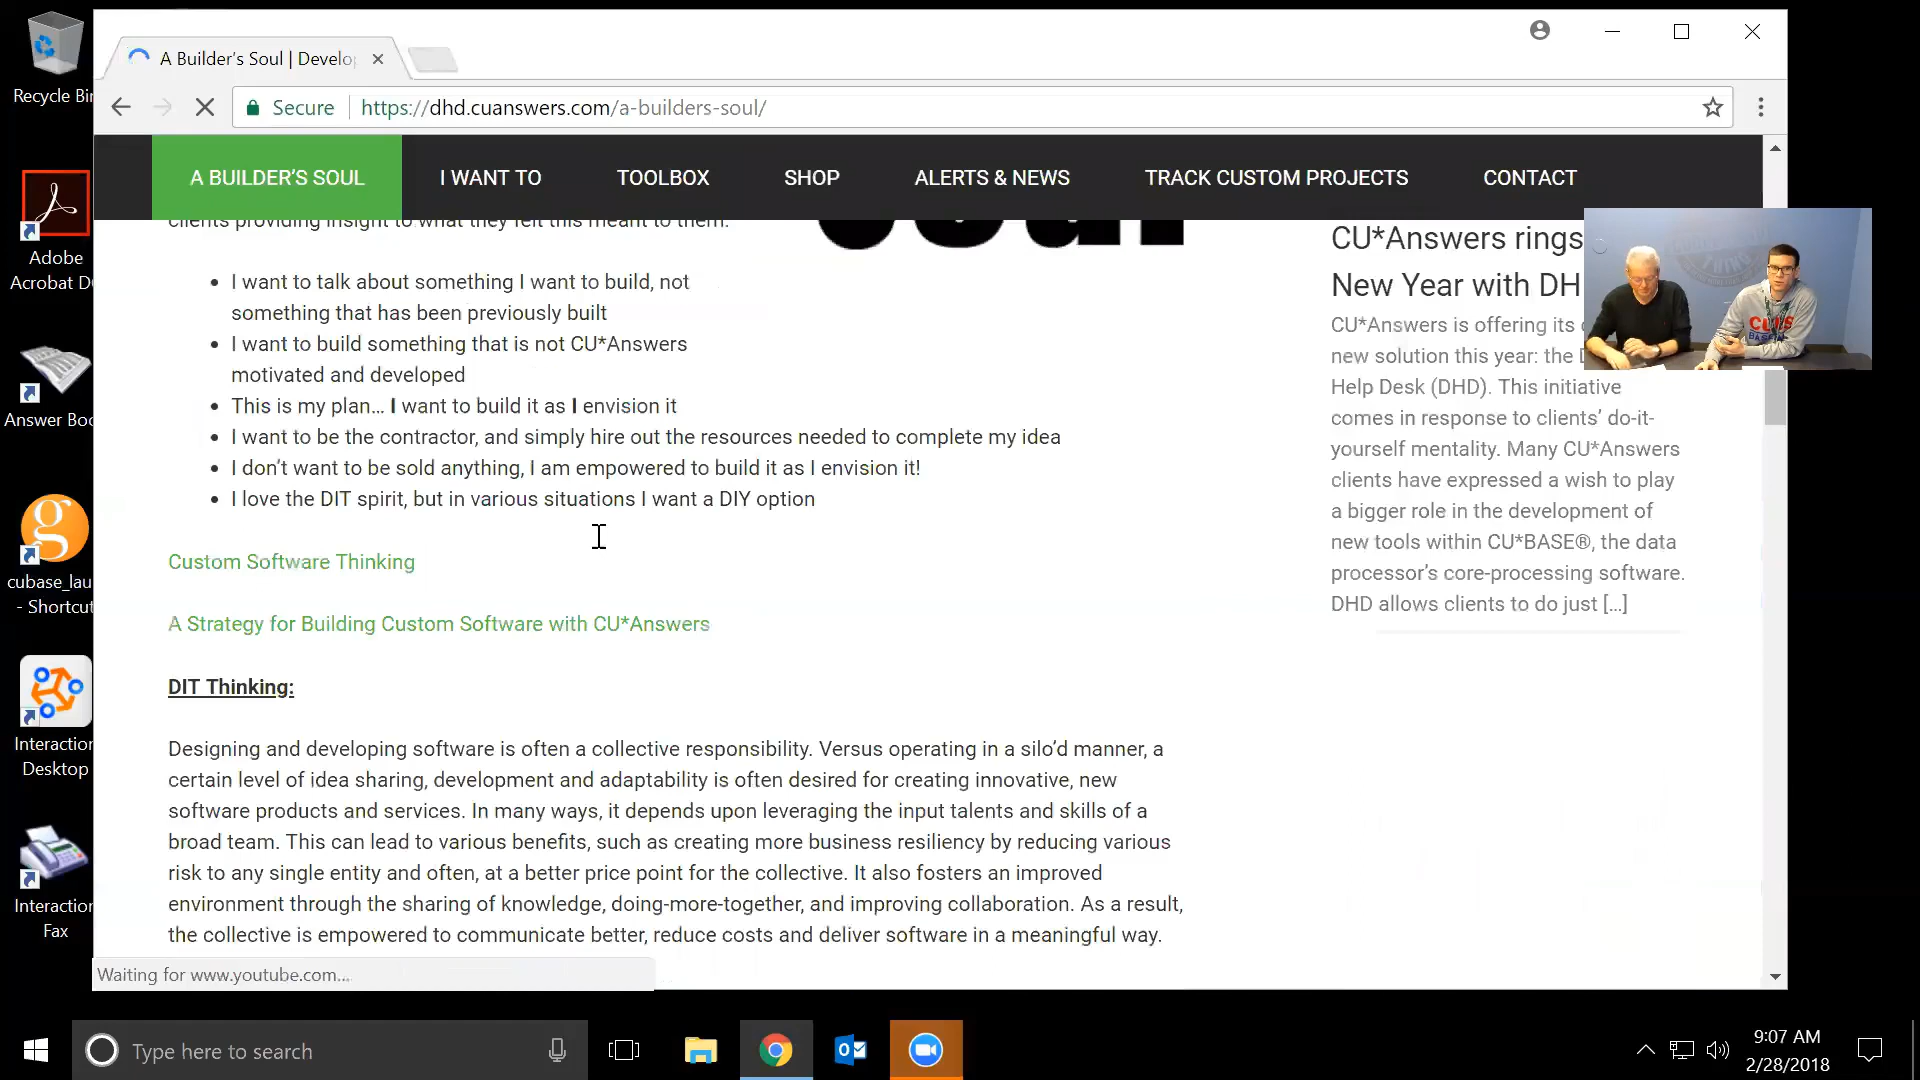 Recycle Bin
Adobe
Acrobat D
Answer Boo
cubase_lau
- Shortcut
Interaction
Desktop
Interaction
Fax
A Builder's Soul | Develo
Secure
https://dhd.cuanswers.com/a-builders-soul/
A BUILDER'S SOUL
I WANT TO
TOOLBOX
SHOP
ALERTS & NEWS
TRACK CUSTOM PROJECTS
CONTACT
clients providing insight to what they felt this meant to them:
• I want to talk about something I want to build, not
something that has been previously built
• I want to build something that is not CU*Answers
motivated and developed
• This is my plan… I want to build it as I envision it
• I want to be the contractor, and simply hire out the resources needed to complete my idea
• I don't want to be sold anything, I am empowered to build it as I envision it!
• I love the DIT spirit, but in various situations I want a DIY option
Custom Software Thinking
A Strategy for Building Custom Software with CU*Answers
DIT Thinking:
Designing and developing software is often a collective responsibility. Versus operating in a silo'd manner, a
certain level of idea sharing, development and adaptability is often desired for creating innovative, new
software products and services. In many ways, it depends upon leveraging the input talents and skills of a
broad team. This can lead to various benefits, such as creating more business resiliency by reducing various
risk to any single entity and often, at a better price point for the collective. It also fosters an improved
environment through the sharing of knowledge, doing-more-together, and improving collaboration. As a result,
the collective is empowered to communicate better, reduce costs and deliver software in a meaningful way.
CU*Answers rings
New Year with DH
CU*Answers is offering its
new solution this year: the D
Help Desk (DHD). This initiative
comes in response to clients' do-it-
yourself mentality. Many CU*Answers
clients have expressed a wish to play
a bigger role in the development of
new tools within CU*BASE®, the data
processor's core-processing software.
DHD allows clients to do just […]
Waiting for www.youtube.com...
Type here to search
9:07 AM
2/28/2018